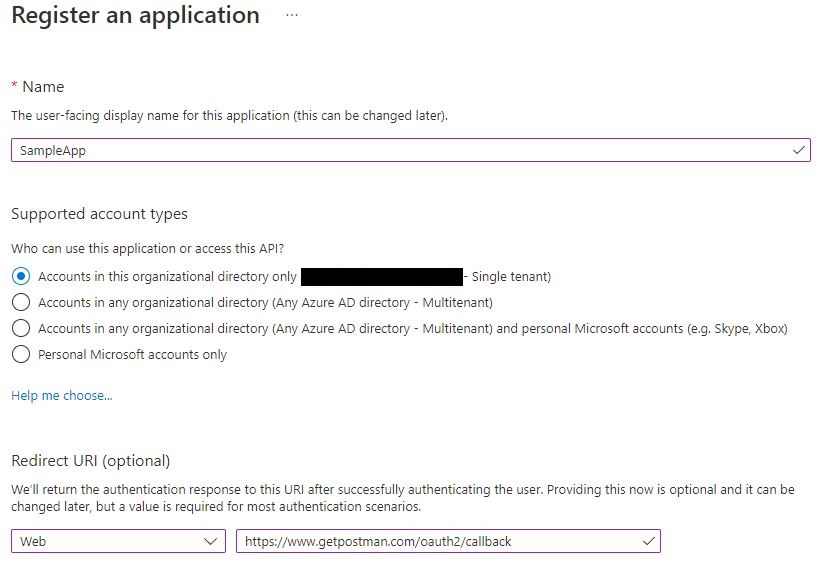 Register an application ...
* Name
The user-facing display name for this application (this can be changed later).
SampleApp
Supported account types
Who can use this application or access this API?
Accounts in this organizational directory only - Single tenant)
Accounts in any organizational directory (Any Azure AD directory - Multitenant)
Accounts in any organizational directory (Any Azure AD directory - Multitenant) and personal Microsoft accounts (e.g. Skype, Xbox)
Personal Microsoft accounts only
Help me choose...
Redirect URI (optional)
We'll return the authentication response to this URI after successfully authenticating the user. Providing this now is optional and it can be
changed later, but a value is required for most authentication scenarios.
Web https://www.getpostman.com/oauth2/callback